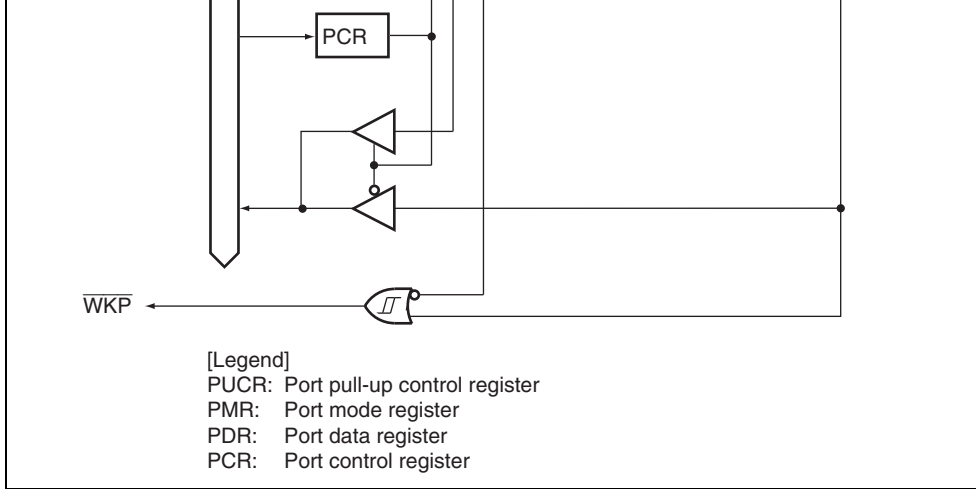 PCR
WKP
[Legend]
PUCR: Port pull-up control register
PMR: Port mode register
PDR: Port data register
PCR: Port control register